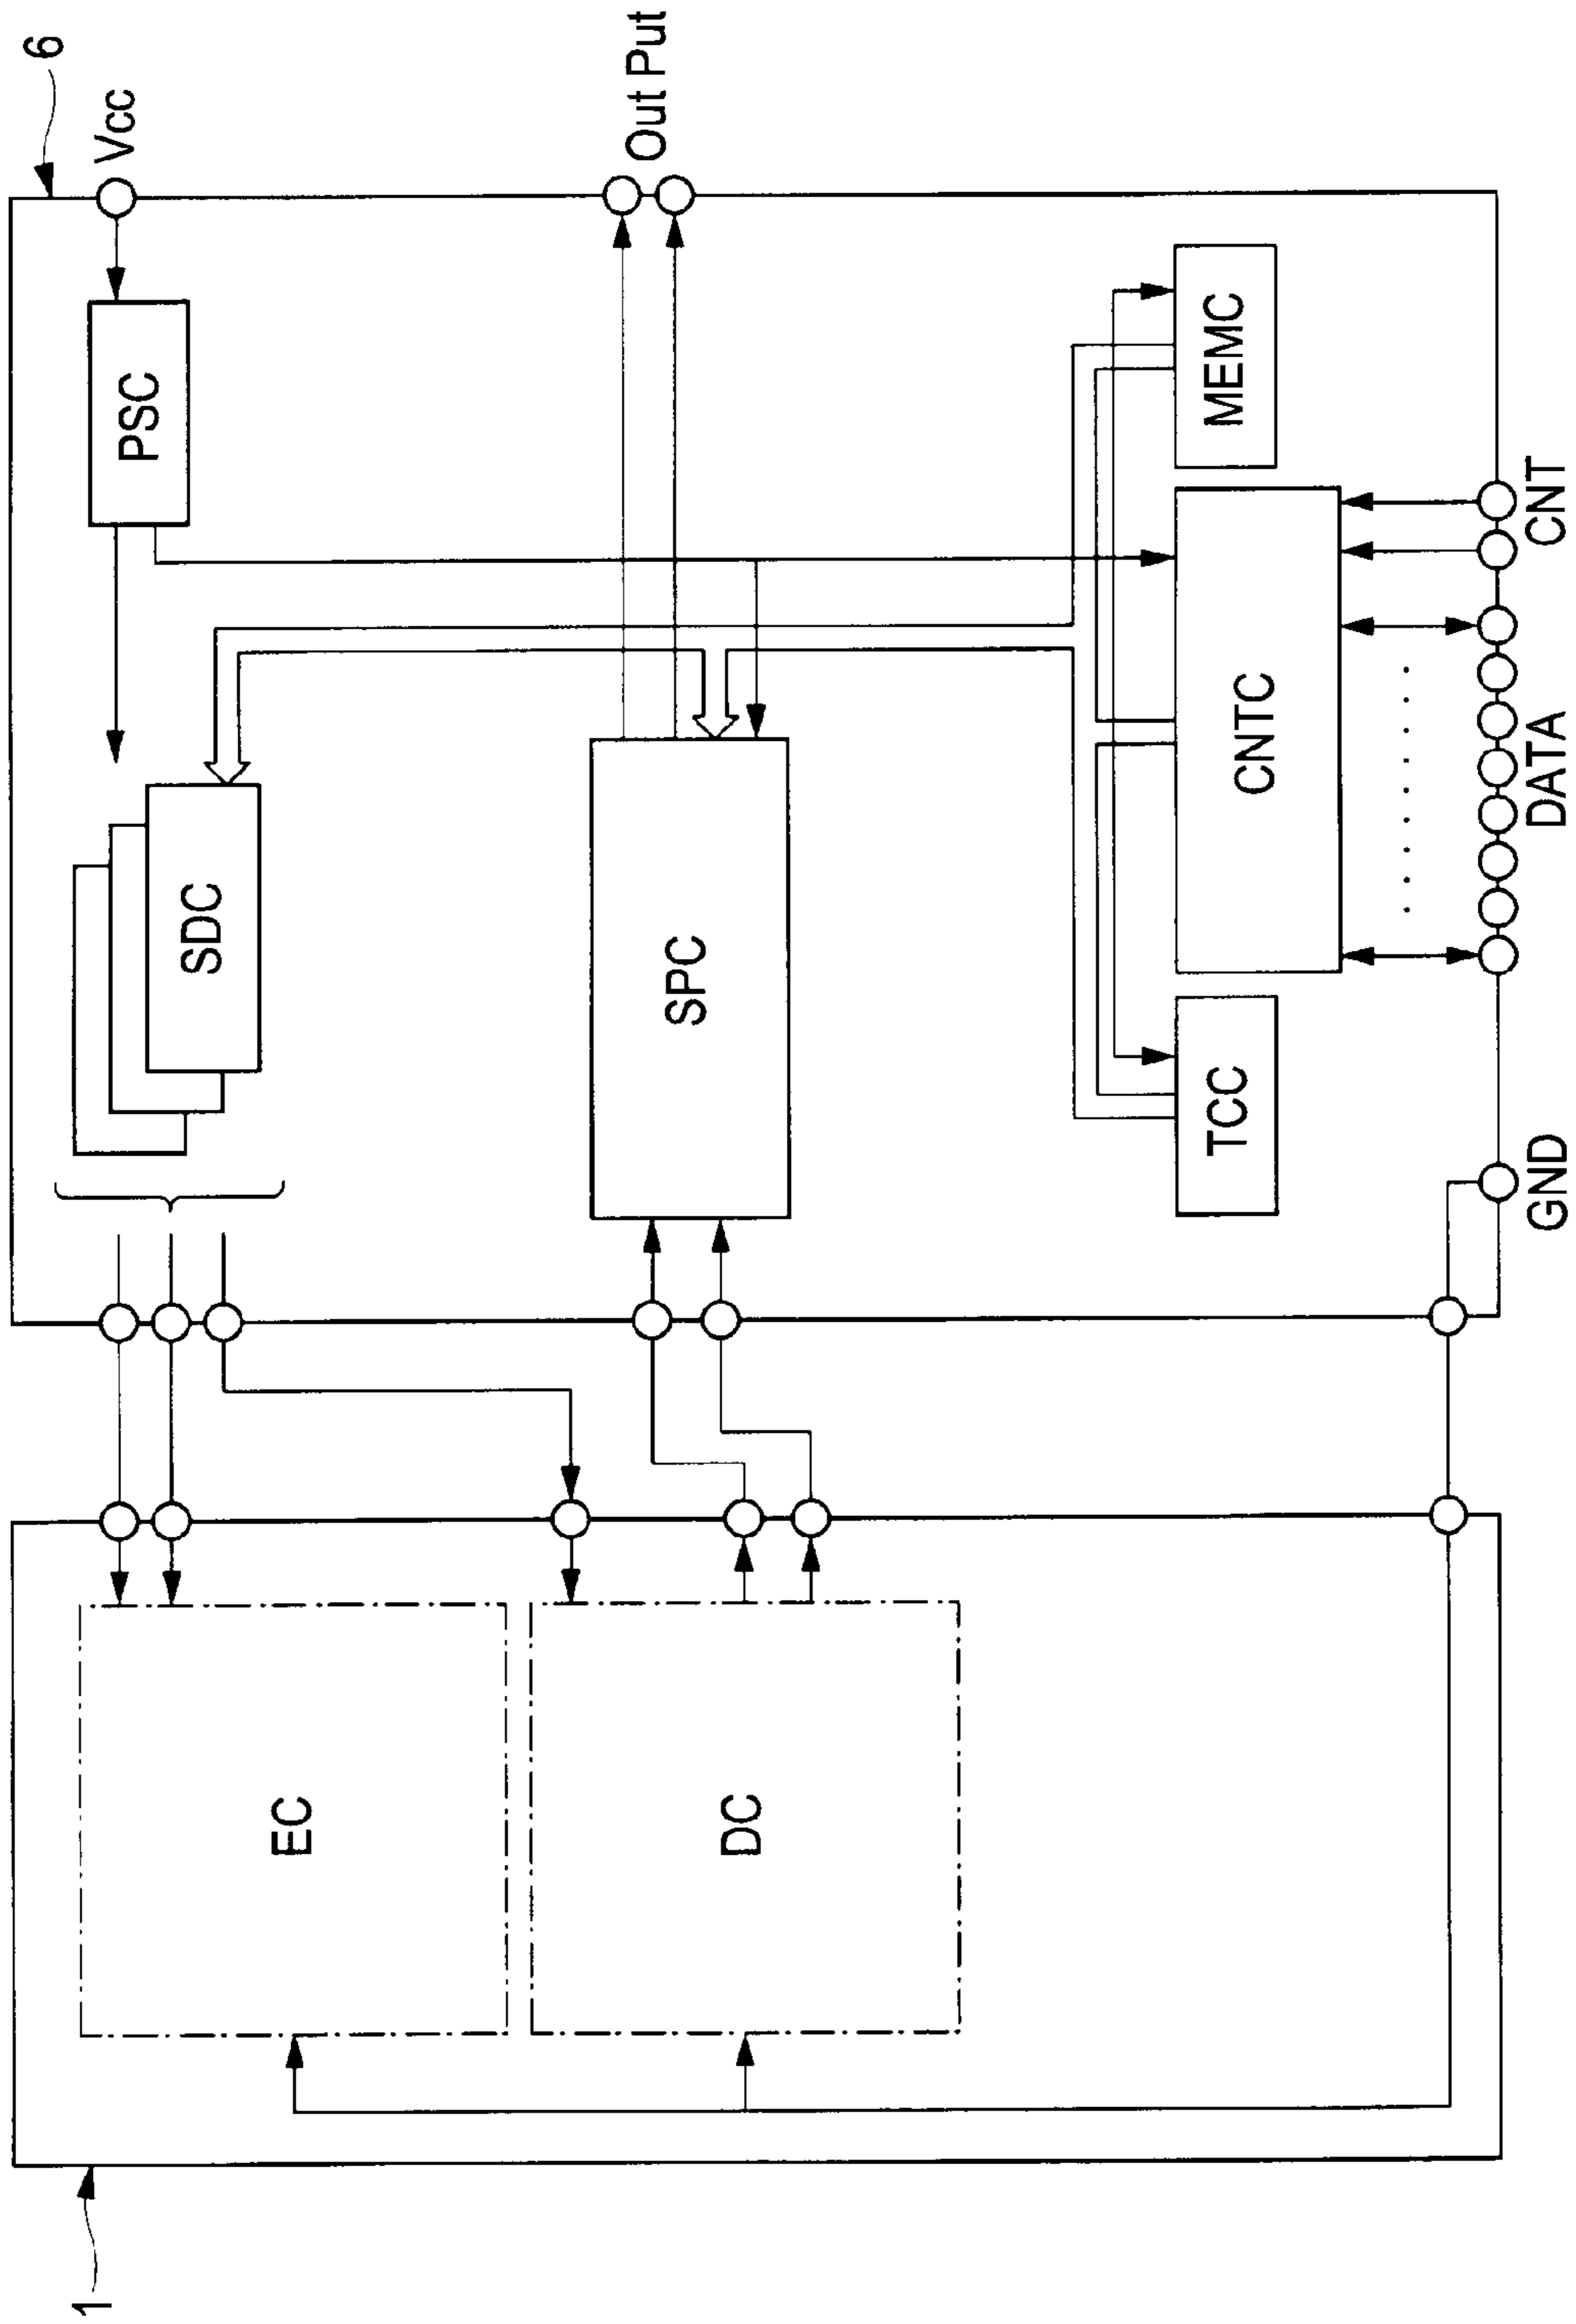 1
6
EC
DC
SDC
PSC
Vcc
SPC
Out Put
TCC
CNTC
MEMC
GND
DATA
CNT